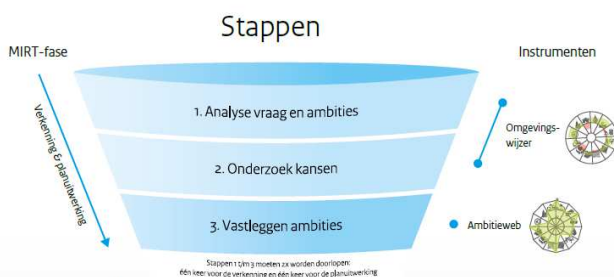 Stappen
MIRT-fase
Instrumenten
Verkenning & planuitwerking
1. Analyse vraag en ambities
2. Onderzoek kansen
3. Vastleggen ambities
Omgevings-
wijzer
Ambitieweb
Stappen 1 t/m 3 moeten 2x worden doorlopen:
één keer voor de verkenning en één keer voor de planuitwerking